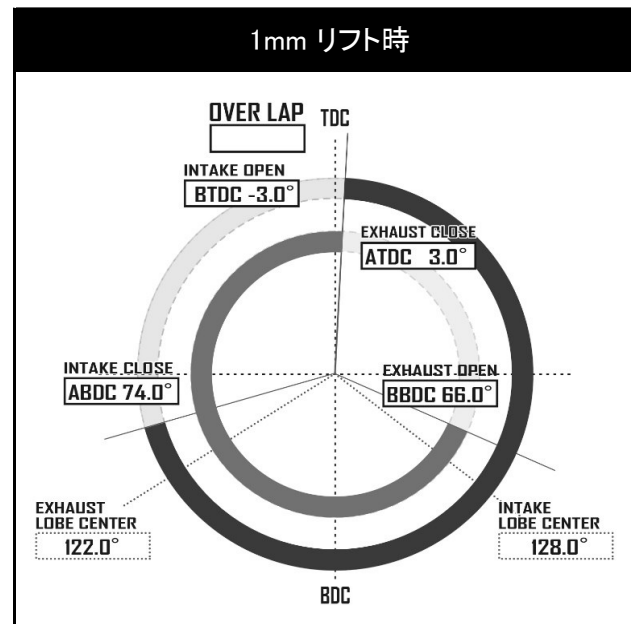 1mm リフト時
OVER LAP
TDC
INTAKE OPEN
BTDC -3.0°
EXHAUST CLOSE
ATDC 3.0°
INTAKE CLOSE
ABDC 74.0°
EXHAUST OPEN
BBDC 66.0°
EXHAUST
LOBE CENTER
122.0°
INTAKE
LOBE CENTER
128.0°
BDC